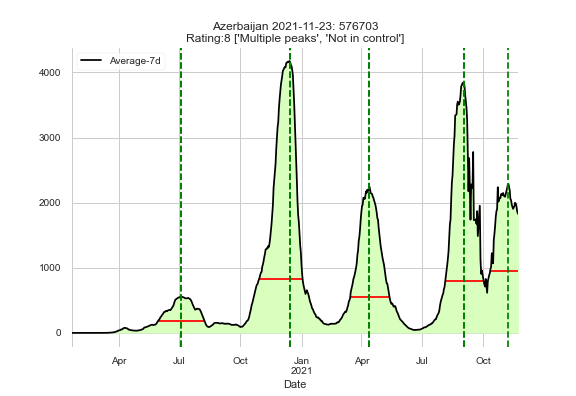 Azerbaijan 2021-11-23: 576703
Rating:8 ['Multiple peaks', 'Not in control']
Average-7d
4000
3000
2000
1000
0
Apr Jul Oct Jan Apr Jul Oct
2021
Date